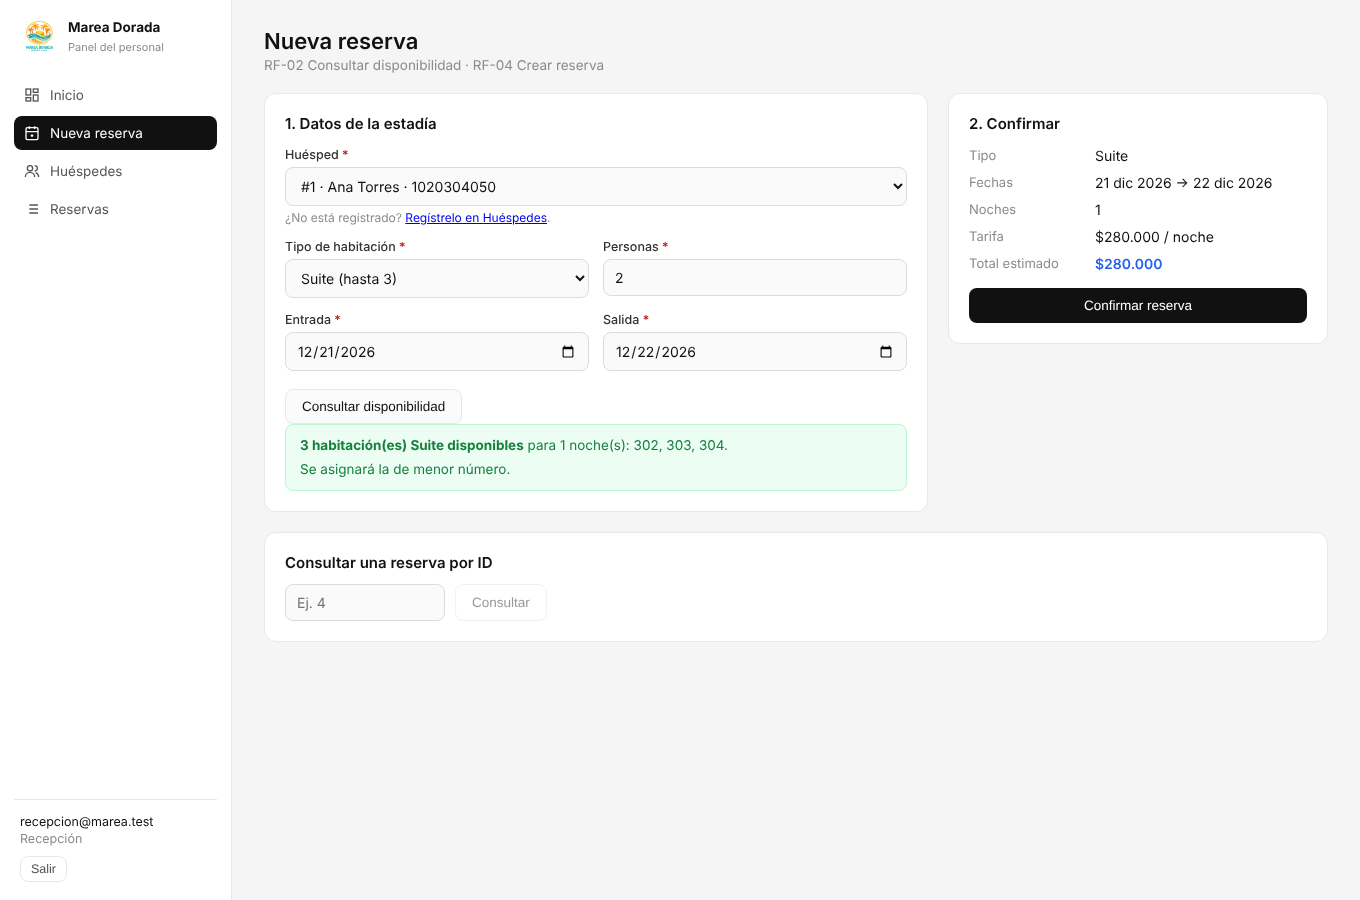 Marea Dorada
Panel del personal
Inicio
Nueva reserva
Huéspedes
Reservas
recepcion@marea.test
Recepción
Salir
Nueva reserva
RF-02 Consultar disponibilidad · RF-04 Crear reserva
1. Datos de la estadía
Huésped *
#1 · Ana Torres · 1020304050
¿No está registrado? Regístrelo en Huéspedes.
Tipo de habitación *
Personas *
Suite (hasta 3)
2
Entrada *
Salida *
12/21/2026
12/22/2026
Consultar disponibilidad
3 habitación(es) Suite disponibles para 1 noche(s): 302, 303, 304.
Se asignará la de menor número.
2. Confirmar
Tipo Suite
Fechas 21 dic 2026 → 22 dic 2026
Noches 1
Tarifa $280.000 / noche
Total estimado $280.000
Confirmar reserva
Consultar una reserva por ID
Ej. 4
Consultar